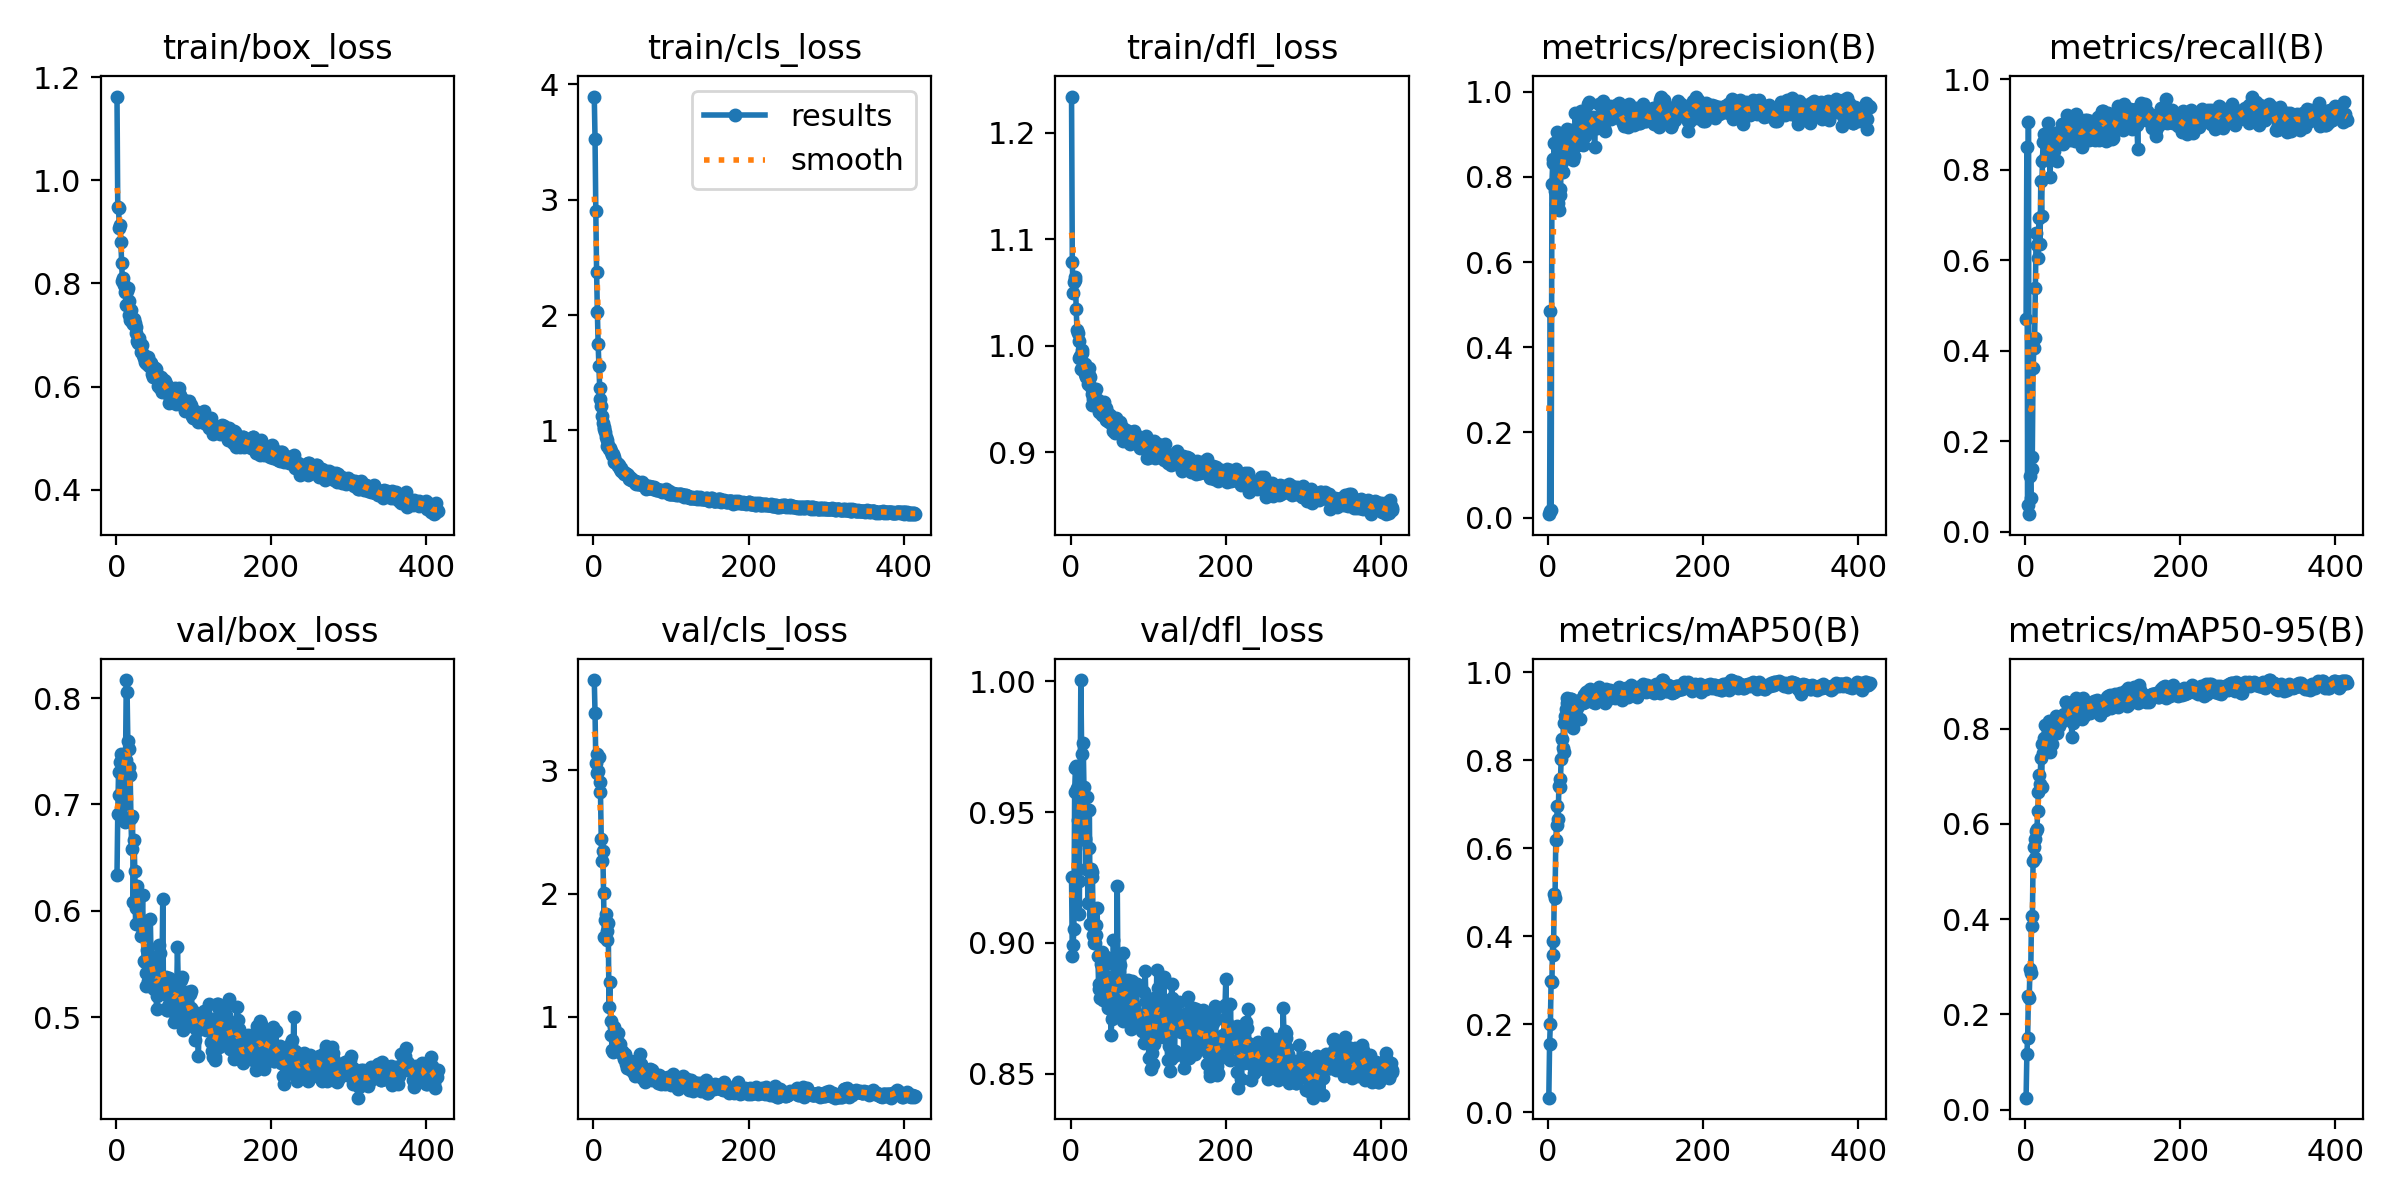 train/box_loss
1.2
1.0
0.8
0.6
0.4
0 200 400
train/cls_loss
results
smooth
4
3
2
1
0 200 400
train/dfl_loss
1.2
1.1
1.0
0.9
0 200 400
metrics/precision(B)
1.0
0.8
0.6
0.4
0.2
0.0
0 200 400
metrics/recall(B)
1.0
0.8
0.6
0.4
0.2
0.0
0 200 400
val/box_loss
0.8
0.7
0.6
0.5
0 200 400
val/cls_loss
3
2
1
0 200 400
val/dfl_loss
1.00
0.95
0.90
0.85
0 200 400
metrics/mAP50(B)
1.0
0.8
0.6
0.4
0.2
0.0
0 200 400
metrics/mAP50-95(B)
0.8
0.6
0.4
0.2
0.0
0 200 400